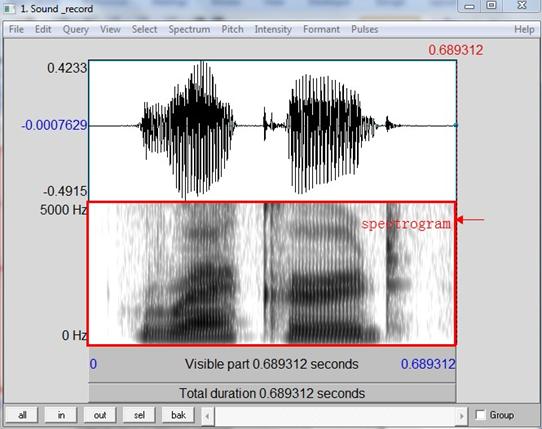 1. Sound _record
File Edit Query View Select Spectrum Pitch Intensity Formant Pulses Help
0.689312
0.4233
-0.0007629
-0.4915
5000 Hz
spectrogram
0 Hz
0 Visible part 0.689312 seconds 0.689312
Total duration 0.689312 seconds
all in out sel bak Group